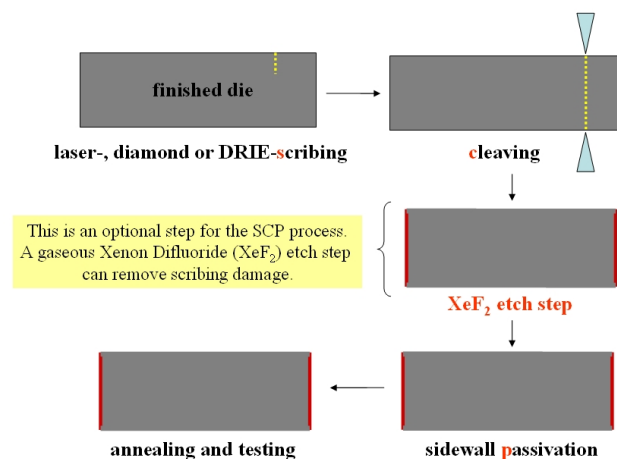 finished die
laser-, diamond or DRIE-scribing
cleaving
This is an optional step for the SCP process.
A gaseous Xenon Difluoride (XeF₂) etch step
can remove scribing damage.
XeF₂ etch step
sidewall passivation
annealing and testing